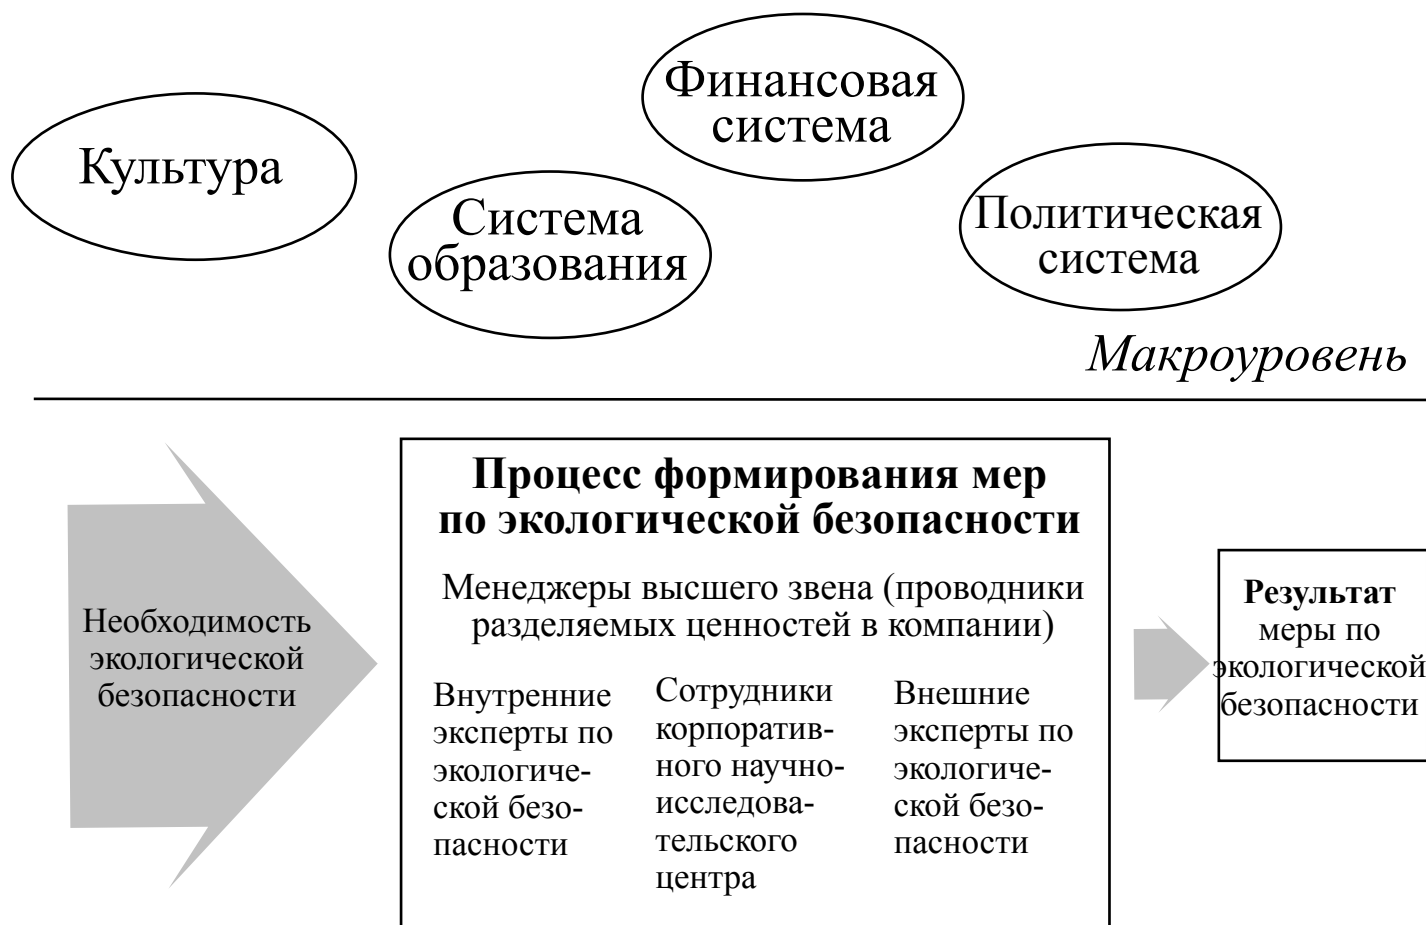 Финансовая
система
Культура
Система
образования
Политическая
система
Макроуровень
Необходимость
экологической
безопасности
Процесс формирования мер
по экологической безопасности
Менеджеры высшего звена (проводники
разделяемых ценностей в компании)
Внутренние
эксперты по
экологиче-
ской безо-
пасности
Сотрудники
корпоратив-
ного научно-
исследова-
тельского
центра
Внешние
эксперты по
экологиче-
ской безо-
пасности
Результат
меры по
экологической
безопасности